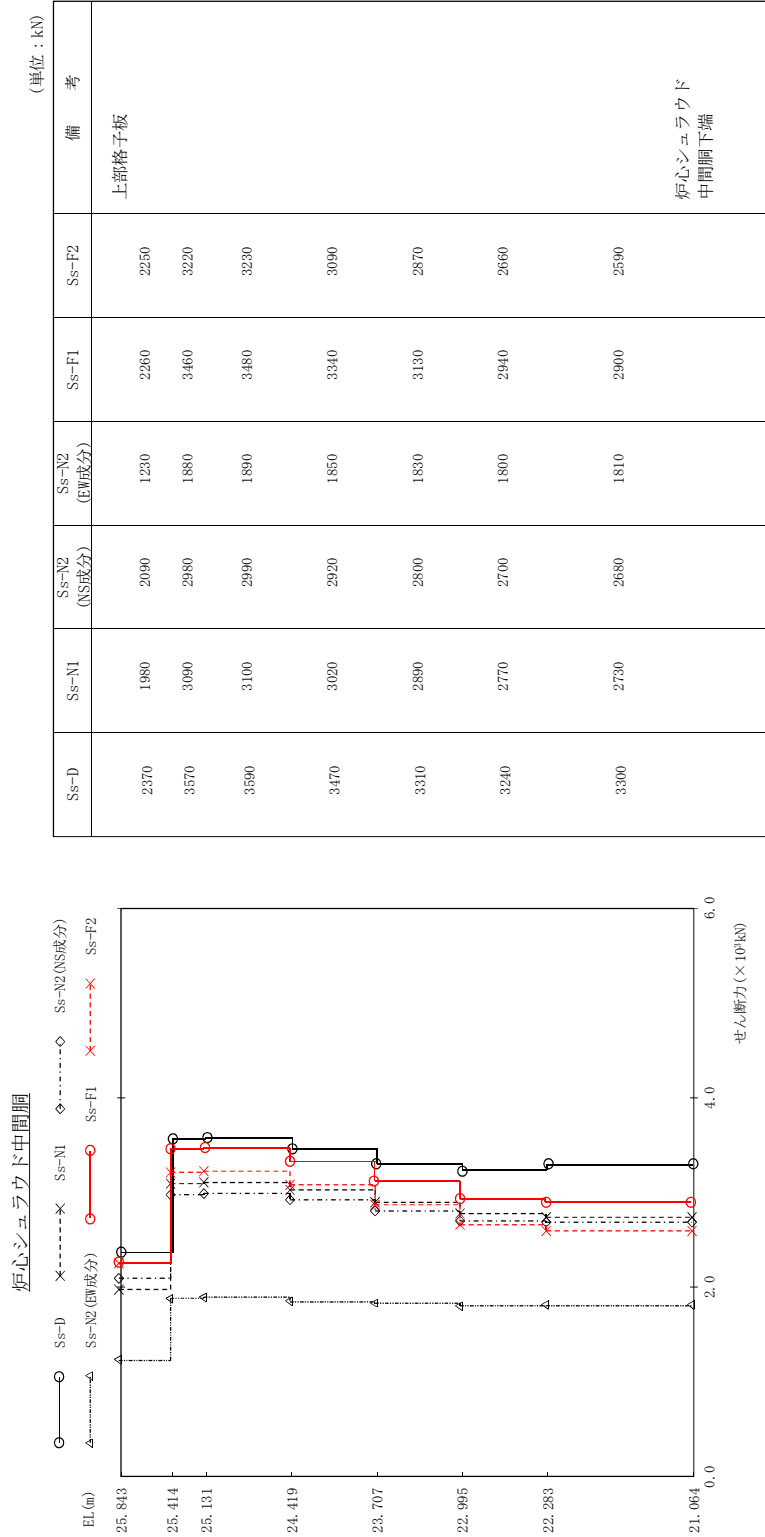 炉心シュラウド中間胴
Ss-D
Ss-N1
Ss-N2(NS成分)
Ss-N2(EW成分)
Ss-F1
Ss-F2
EL(m)
25.843
25.414
25.131
24.419
23.707
22.995
22.283
21.064
0.0 2.0 4.0 6.0
せん断力(×10³kN)
(単位:kN)
Ss-D Ss-N1 Ss-N2 (NS成分) Ss-N2 (EW成分) Ss-F1 Ss-F2 備 考
上部格子板
2370 1980 2090 1230 2260 2250
3570 3090 2980 1880 3460 3220
3590 3100 2990 1890 3480 3230
3470 3020 2920 1850 3340 3090
3310 2890 2800 1830 3130 2870
3240 2770 2700 1800 2940 2660
3300 2730 2680 1810 2900 2590
炉心シュラウド
中間胴下端